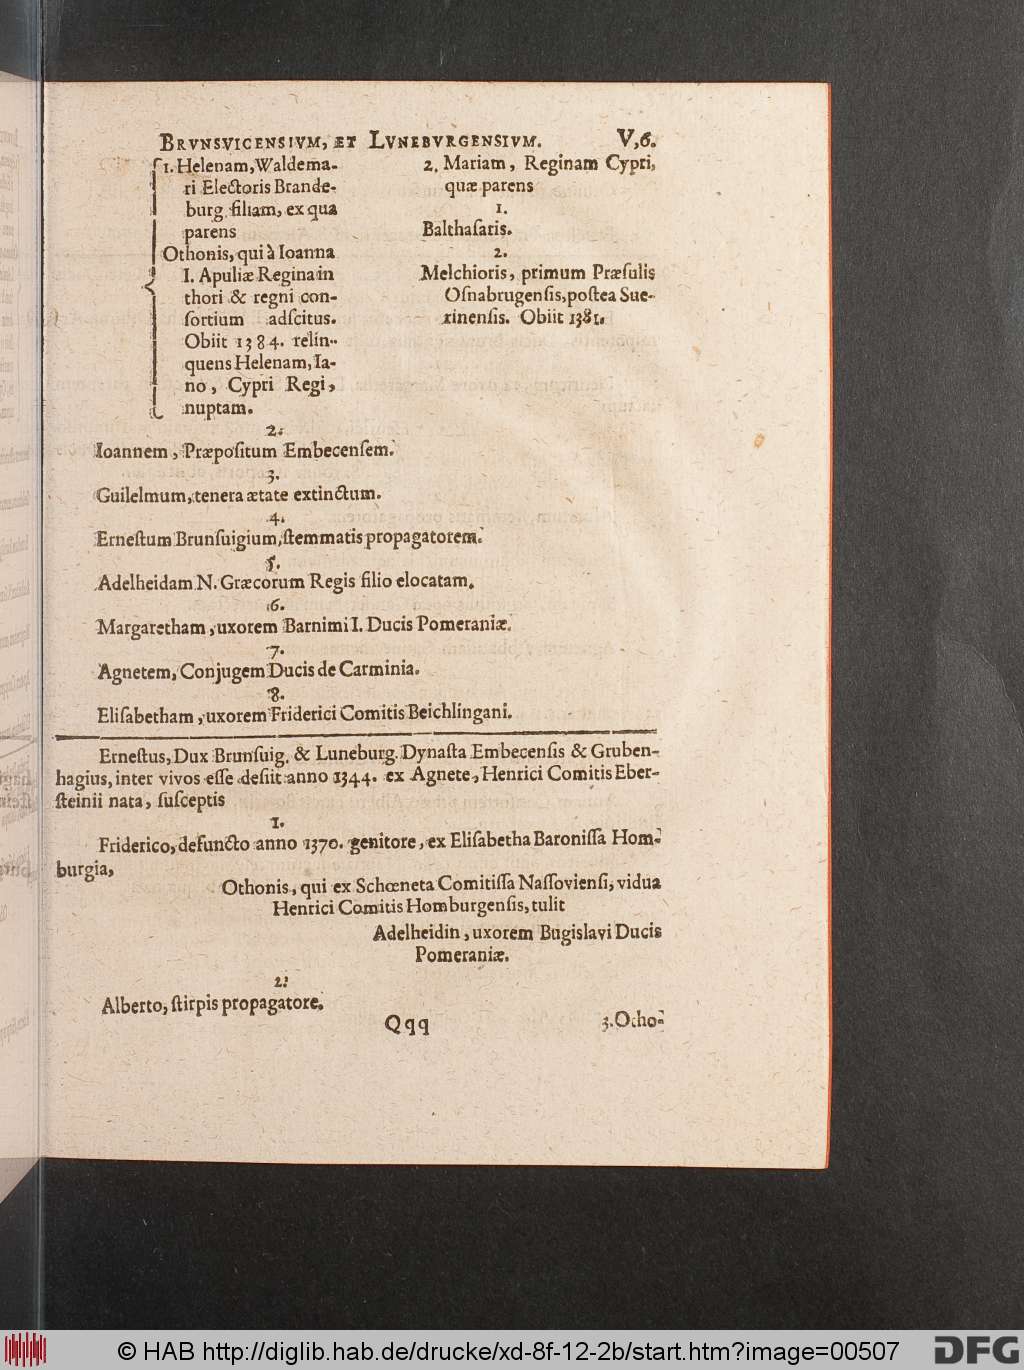 BRVNSVICENSIVM, ET LVNEBVRGENSIVM. V,6.
1. Helenam, Waldema-
ri Electoris Brande-
burg. filiam, ex qua
parens
Othonis, qui à Ioanna
I. Apuliæ Regina in
thori & regni con-
ſortium adſcitus.
Obiit 1384. relin-
quens Helenam, Ia-
no, Cypri Regi,
nuptam.
2. Mariam, Reginam Cypri,
quæ parens
1.
Balthaſaris.
2.
Melchioris, primum Præſulis
Oſnabrugenſis, poſtea Sue-
rinenſis. Obiit 1381.
2.
Ioannem, Præpoſitum Embecenſem.
3.
Guilelmum, tenera ætate extinctum.
4.
Erneſtum Brunſuigium, ſtemmatis propagatorem.
5.
Adelheidam N. Græcorum Regis filio elocatam.
6.
Margaretham, uxorem Barnimi I. Ducis Pomeraniæ.
7.
Agnetem, Conjugem Ducis de Carminia.
8.
Eliſabetham, uxorem Friderici Comitis Beichlingani.
Erneſtus, Dux Brunſuig. & Luneburg. Dynaſta Embecenſis & Gruben-
hagius, inter vivos eſſe deſiit anno 1344. ex Agnete, Henrici Comitis Eber-
ſteinii nata, ſuſceptis
1.
Friderico, defuncto anno 1370. genitore, ex Eliſabetha Baroniſſa Hom-
burgia,
Othonis, qui ex Schœneta Comitiſſa Naſſovienſi, vidua
Henrici Comitis Homburgenſis, tulit
Adelheidin, uxorem Bugislavi Ducis
Pomeraniæ.
2.
Alberto, ſtirpis propagatore.
Qqq 3. Otho-
© HAB http://diglib.hab.de/drucke/xd-8f-12-2b/start.htm?image=00507 DFG